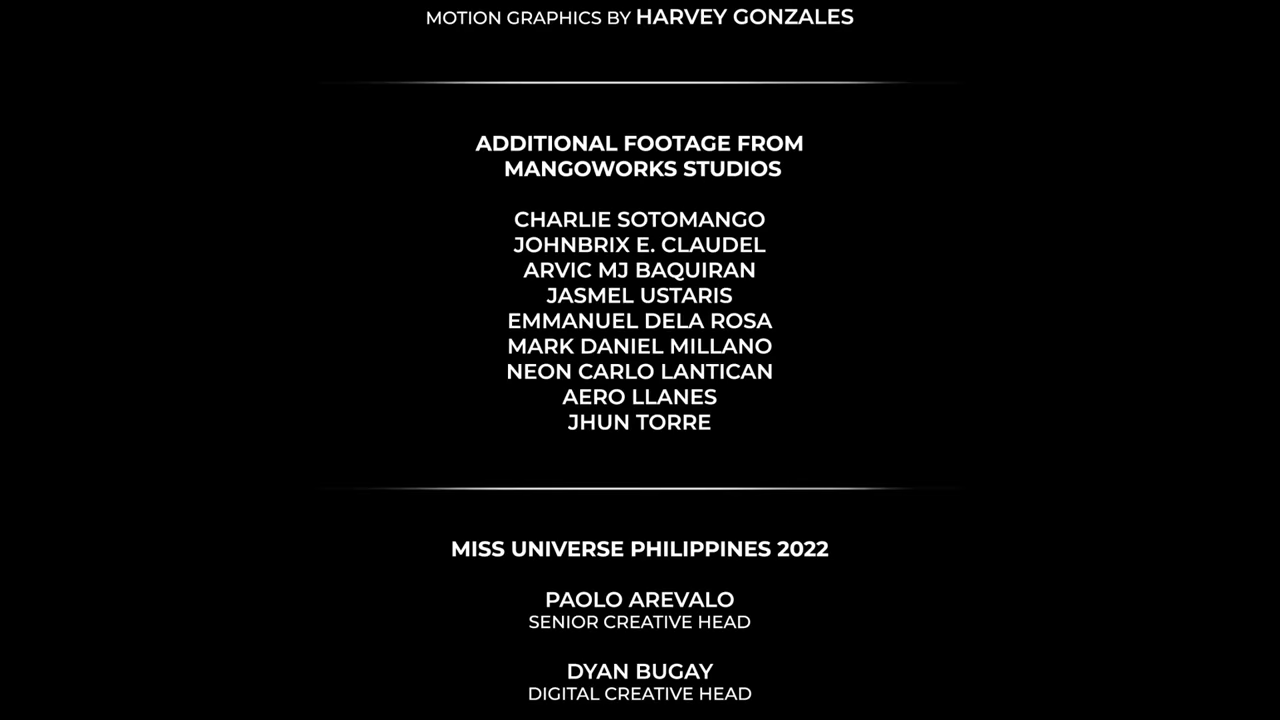 MOTION GRAPHICS BY HARVEY GONZALES
ADDITIONAL FOOTAGE FROM
MANGOWORKS STUDIOS
CHARLIE SOTOMANGO
JOHNBRIX E. CLAUDEL
ARVIC MJ BAQUIRAN
JASMEL USTARIS
EMMANUEL DELA ROSA
MARK DANIEL MILLANO
NEON CARLO LANTICAN
AERO LLANES
JHUN TORRE
MISS UNIVERSE PHILIPPINES 2022
PAOLO AREVALO
SENIOR CREATIVE HEAD
DYAN BUGAY
DIGITAL CREATIVE HEAD